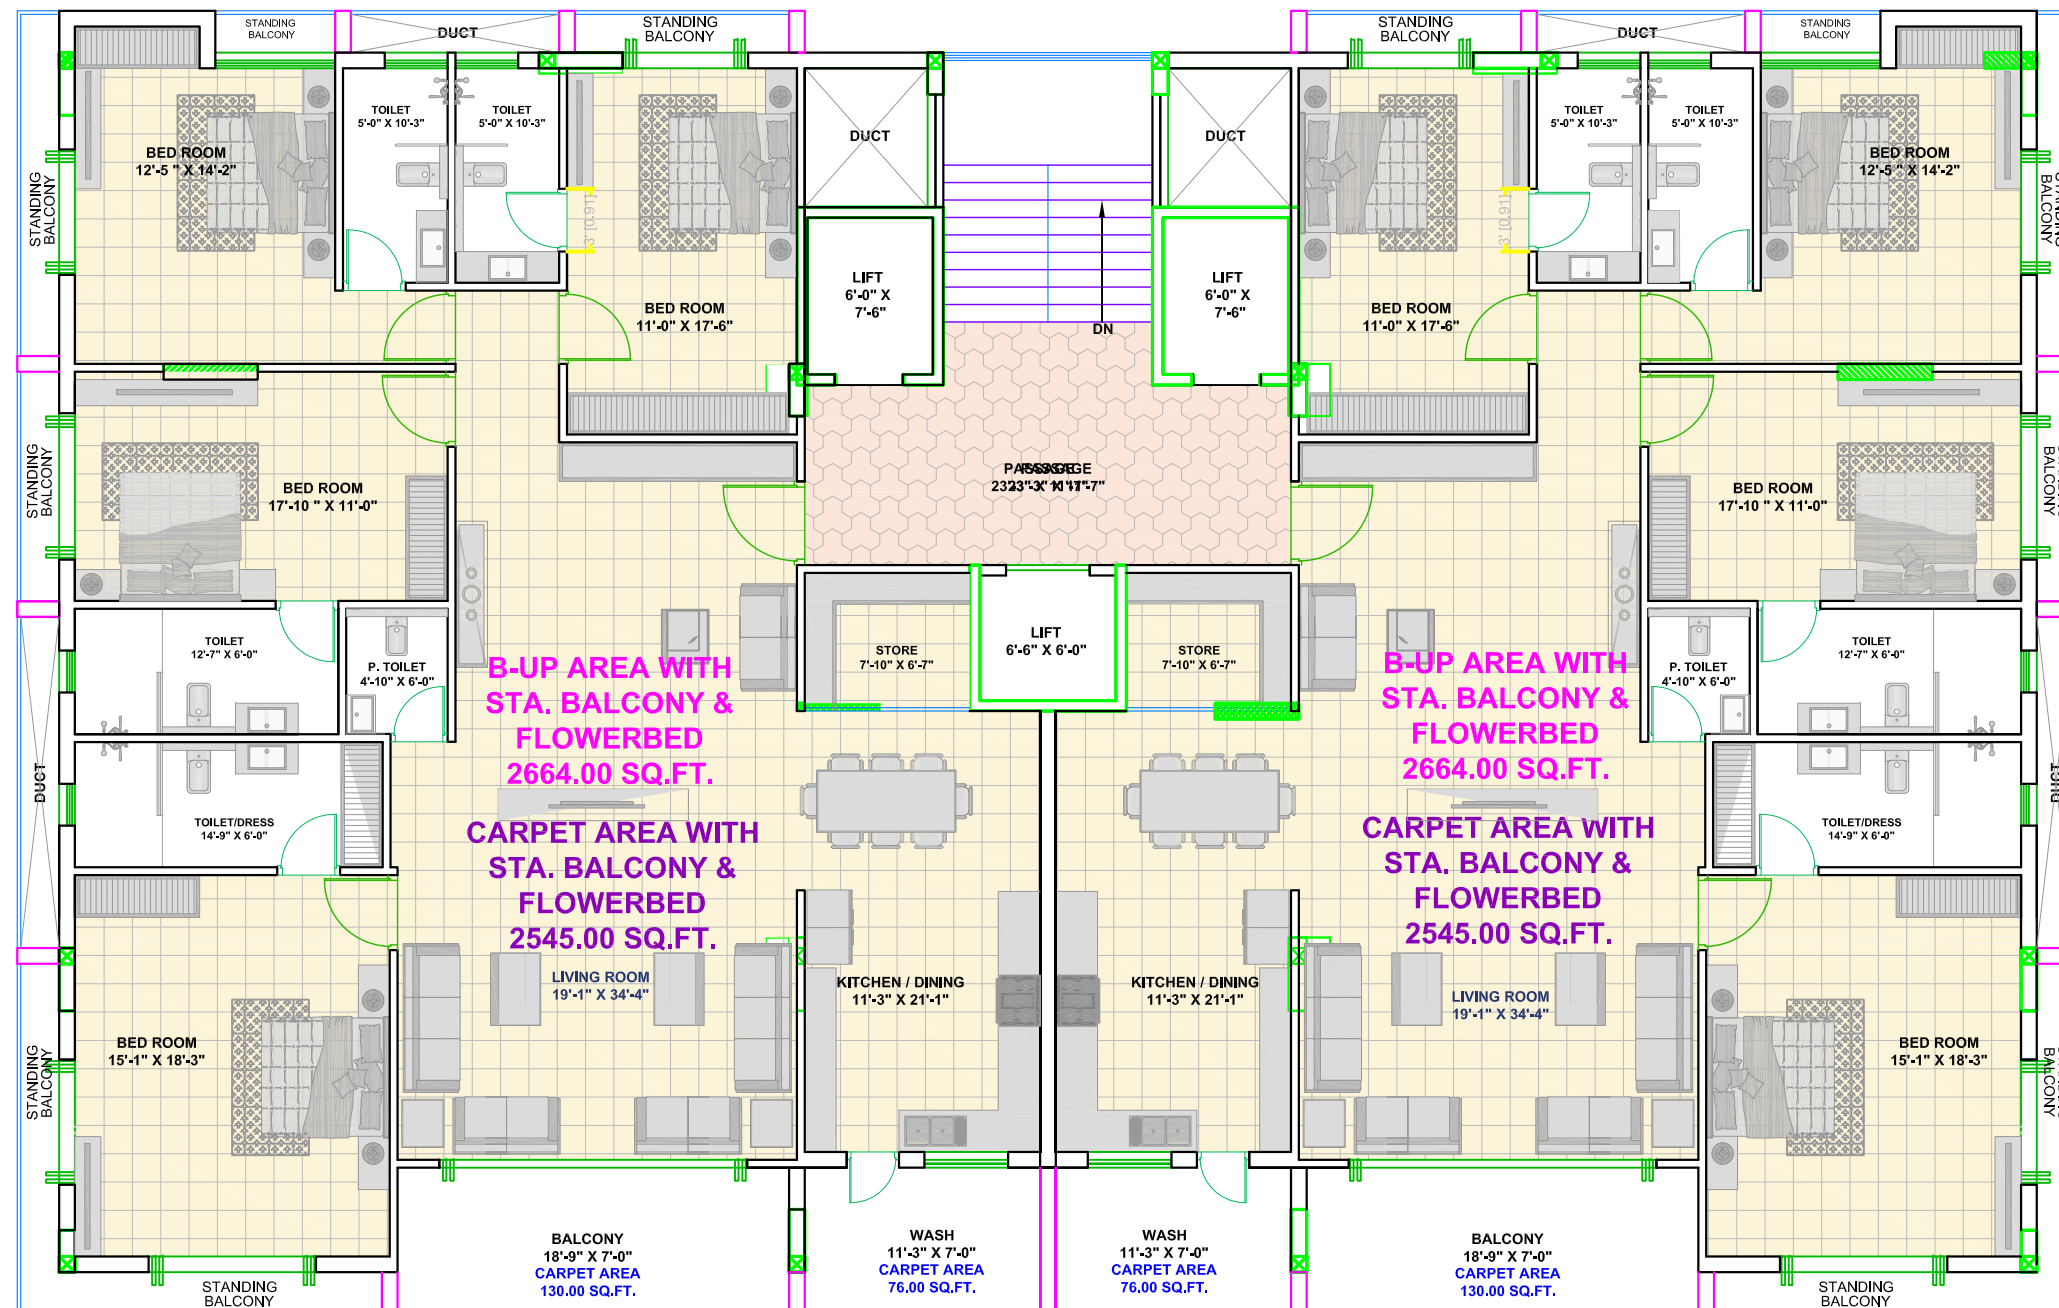 STANDING
BALCONY
DUCT
STANDING
BALCONY
STANDING
BALCONY
DUCT
STANDING
BALCONY
TOILET
5'-0" X 10'-3"
TOILET
5'-0" X 10'-3"
DUCT
DUCT
TOILET
5'-0" X 10'-3"
TOILET
5'-0" X 10'-3"
BED ROOM
12'-5 " X 14'-2"
BED ROOM
12'-5 " X 14'-2"
STANDING
BALCONY
3' [0.91]
3' [0.91]
BALCONY
LIFT
6'-0" X
7'-6"
LIFT
6'-0" X
7'-6"
BED ROOM
11'-0" X 17'-6"
DN
BED ROOM
11'-0" X 17'-6"
STANDING
BALCONY
BED ROOM
17'-10 " X 11'-0"
PASSAGE
BED ROOM
17'-10 " X 11'-0"
BALCONY
TOILET
12'-7" X 6'-0"
P. TOILET
4'-10" X 6'-0"
STORE
7'-10" X 6'-7"
LIFT
6'-6" X 6'-0"
STORE
7'-10" X 6'-7"
P. TOILET
4'-10" X 6'-0"
TOILET
12'-7" X 6'-0"
B-UP AREA WITH
STA. BALCONY &
FLOWERBED
2664.00 SQ.FT.
B-UP AREA WITH
STA. BALCONY &
FLOWERBED
2664.00 SQ.FT.
DUCT
DUCT
TOILET/DRESS
14'-9" X 6'-0"
TOILET/DRESS
14'-9" X 6'-0"
CARPET AREA WITH
STA. BALCONY &
FLOWERBED
2545.00 SQ.FT.
CARPET AREA WITH
STA. BALCONY &
FLOWERBED
2545.00 SQ.FT.
LIVING ROOM
19'-1" X 34'-4"
KITCHEN / DINING
11'-3" X 21'-1"
KITCHEN / DINING
11'-3" X 21'-1"
LIVING ROOM
19'-1" X 34'-4"
STANDING
BALCONY
BED ROOM
15'-1" X 18'-3"
BED ROOM
15'-1" X 18'-3"
BALCONY
BALCONY
18'-9" X 7'-0"
CARPET AREA
130.00 SQ.FT.
WASH
11'-3" X 7'-0"
CARPET AREA
76.00 SQ.FT.
WASH
11'-3" X 7'-0"
CARPET AREA
76.00 SQ.FT.
BALCONY
18'-9" X 7'-0"
CARPET AREA
130.00 SQ.FT.
STANDING
BALCONY
STANDING
BALCONY